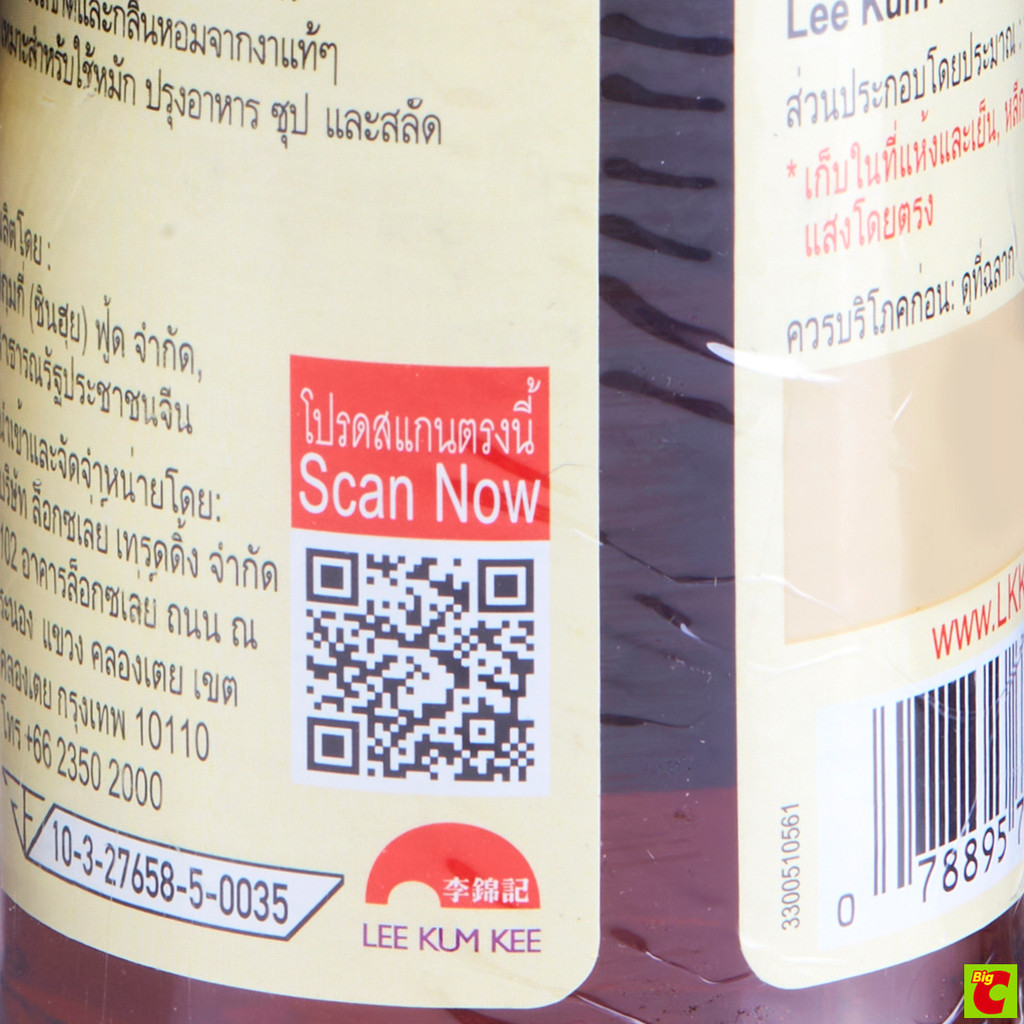 และกลิ่นหอมจากงาแท้ๆ
เหมาะสำหรับใช้หมัก ปรุงอาหาร ซุป และสลัด
ผลิตโดย :
(ซินฮุย) ฟู้ด จำกัด,
สาธารณรัฐประชาชนจีน
นำเข้าและจัดจำหน่ายโดย:
บริษัท ล็อกซเล่ย์ เทรดดิ้ง จำกัด
102 อาคารล็อกซเล่ย์ ถนน ณ
ระนอง แขวง คลองเตย เขต
คลองเตย กรุงเทพ 10110
โทร +66 2350 2000
10-3-27658-5-0035
โปรดสแกนตรงนี้
Scan Now
李錦記
LEE KUM KEE
Lee Kum
ส่วนประกอบโดยประมาณ :
* เก็บในที่แห้งและเย็น,
แสงโดยตรง
ควรบริโภคก่อน: ดูที่ฉลาก
www.LKK
3300510561
0 78895 7
Big C